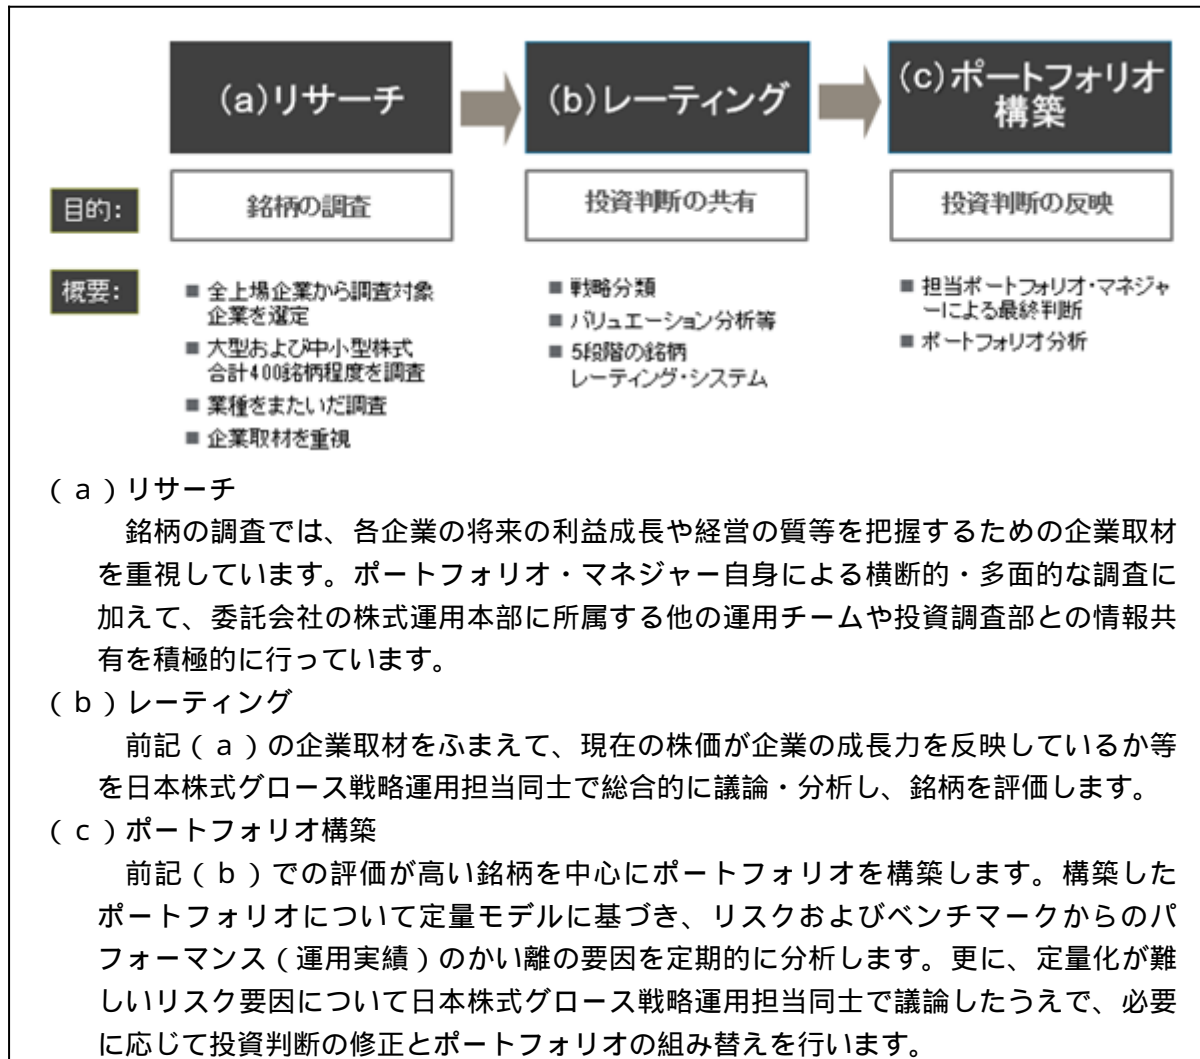 (a)リサーチ
(b)レーティング
(c)ポートフォリオ
構築
目的:
銘柄の調査
投資判断の共有
投資判断の反映
概要:
■ 全上場企業から調査対象
企業を選定
■ 大型および中小型株式
合計400銘柄程度を調査
■ 業種をまたいだ調査
■ 企業取材を重視
■ 戦略分類
■ バリュエーション分析等
■ 5段階の銘柄
レーティング・システム
■ 担当ポートフォリオ・マネジャ
ーによる最終判断
■ ポートフォリオ分析
(a)リサーチ
銘柄の調査では、各企業の将来の利益成長や経営の質等を把握するための企業取材
を重視しています。ポートフォリオ・マネジャー自身による横断的・多面的な調査に
加えて、委託会社の株式運用本部に所属する他の運用チームや投資調査部との情報共
有を積極的に行っています。
(b)レーティング
前記(a)の企業取材をふまえて、現在の株価が企業の成長力を反映しているか等
を日本株式グロース戦略運用担当同士で総合的に議論・分析し、銘柄を評価します。
(c)ポートフォリオ構築
前記(b)での評価が高い銘柄を中心にポートフォリオを構築します。構築した
ポートフォリオについて定量モデルに基づき、リスクおよびベンチマークからのパ
フォーマンス(運用実績)のかい離の要因を定期的に分析します。更に、定量化が難
しいリスク要因について日本株式グロース戦略運用担当同士で議論したうえで、必要
に応じて投資判断の修正とポートフォリオの組み替えを行います。